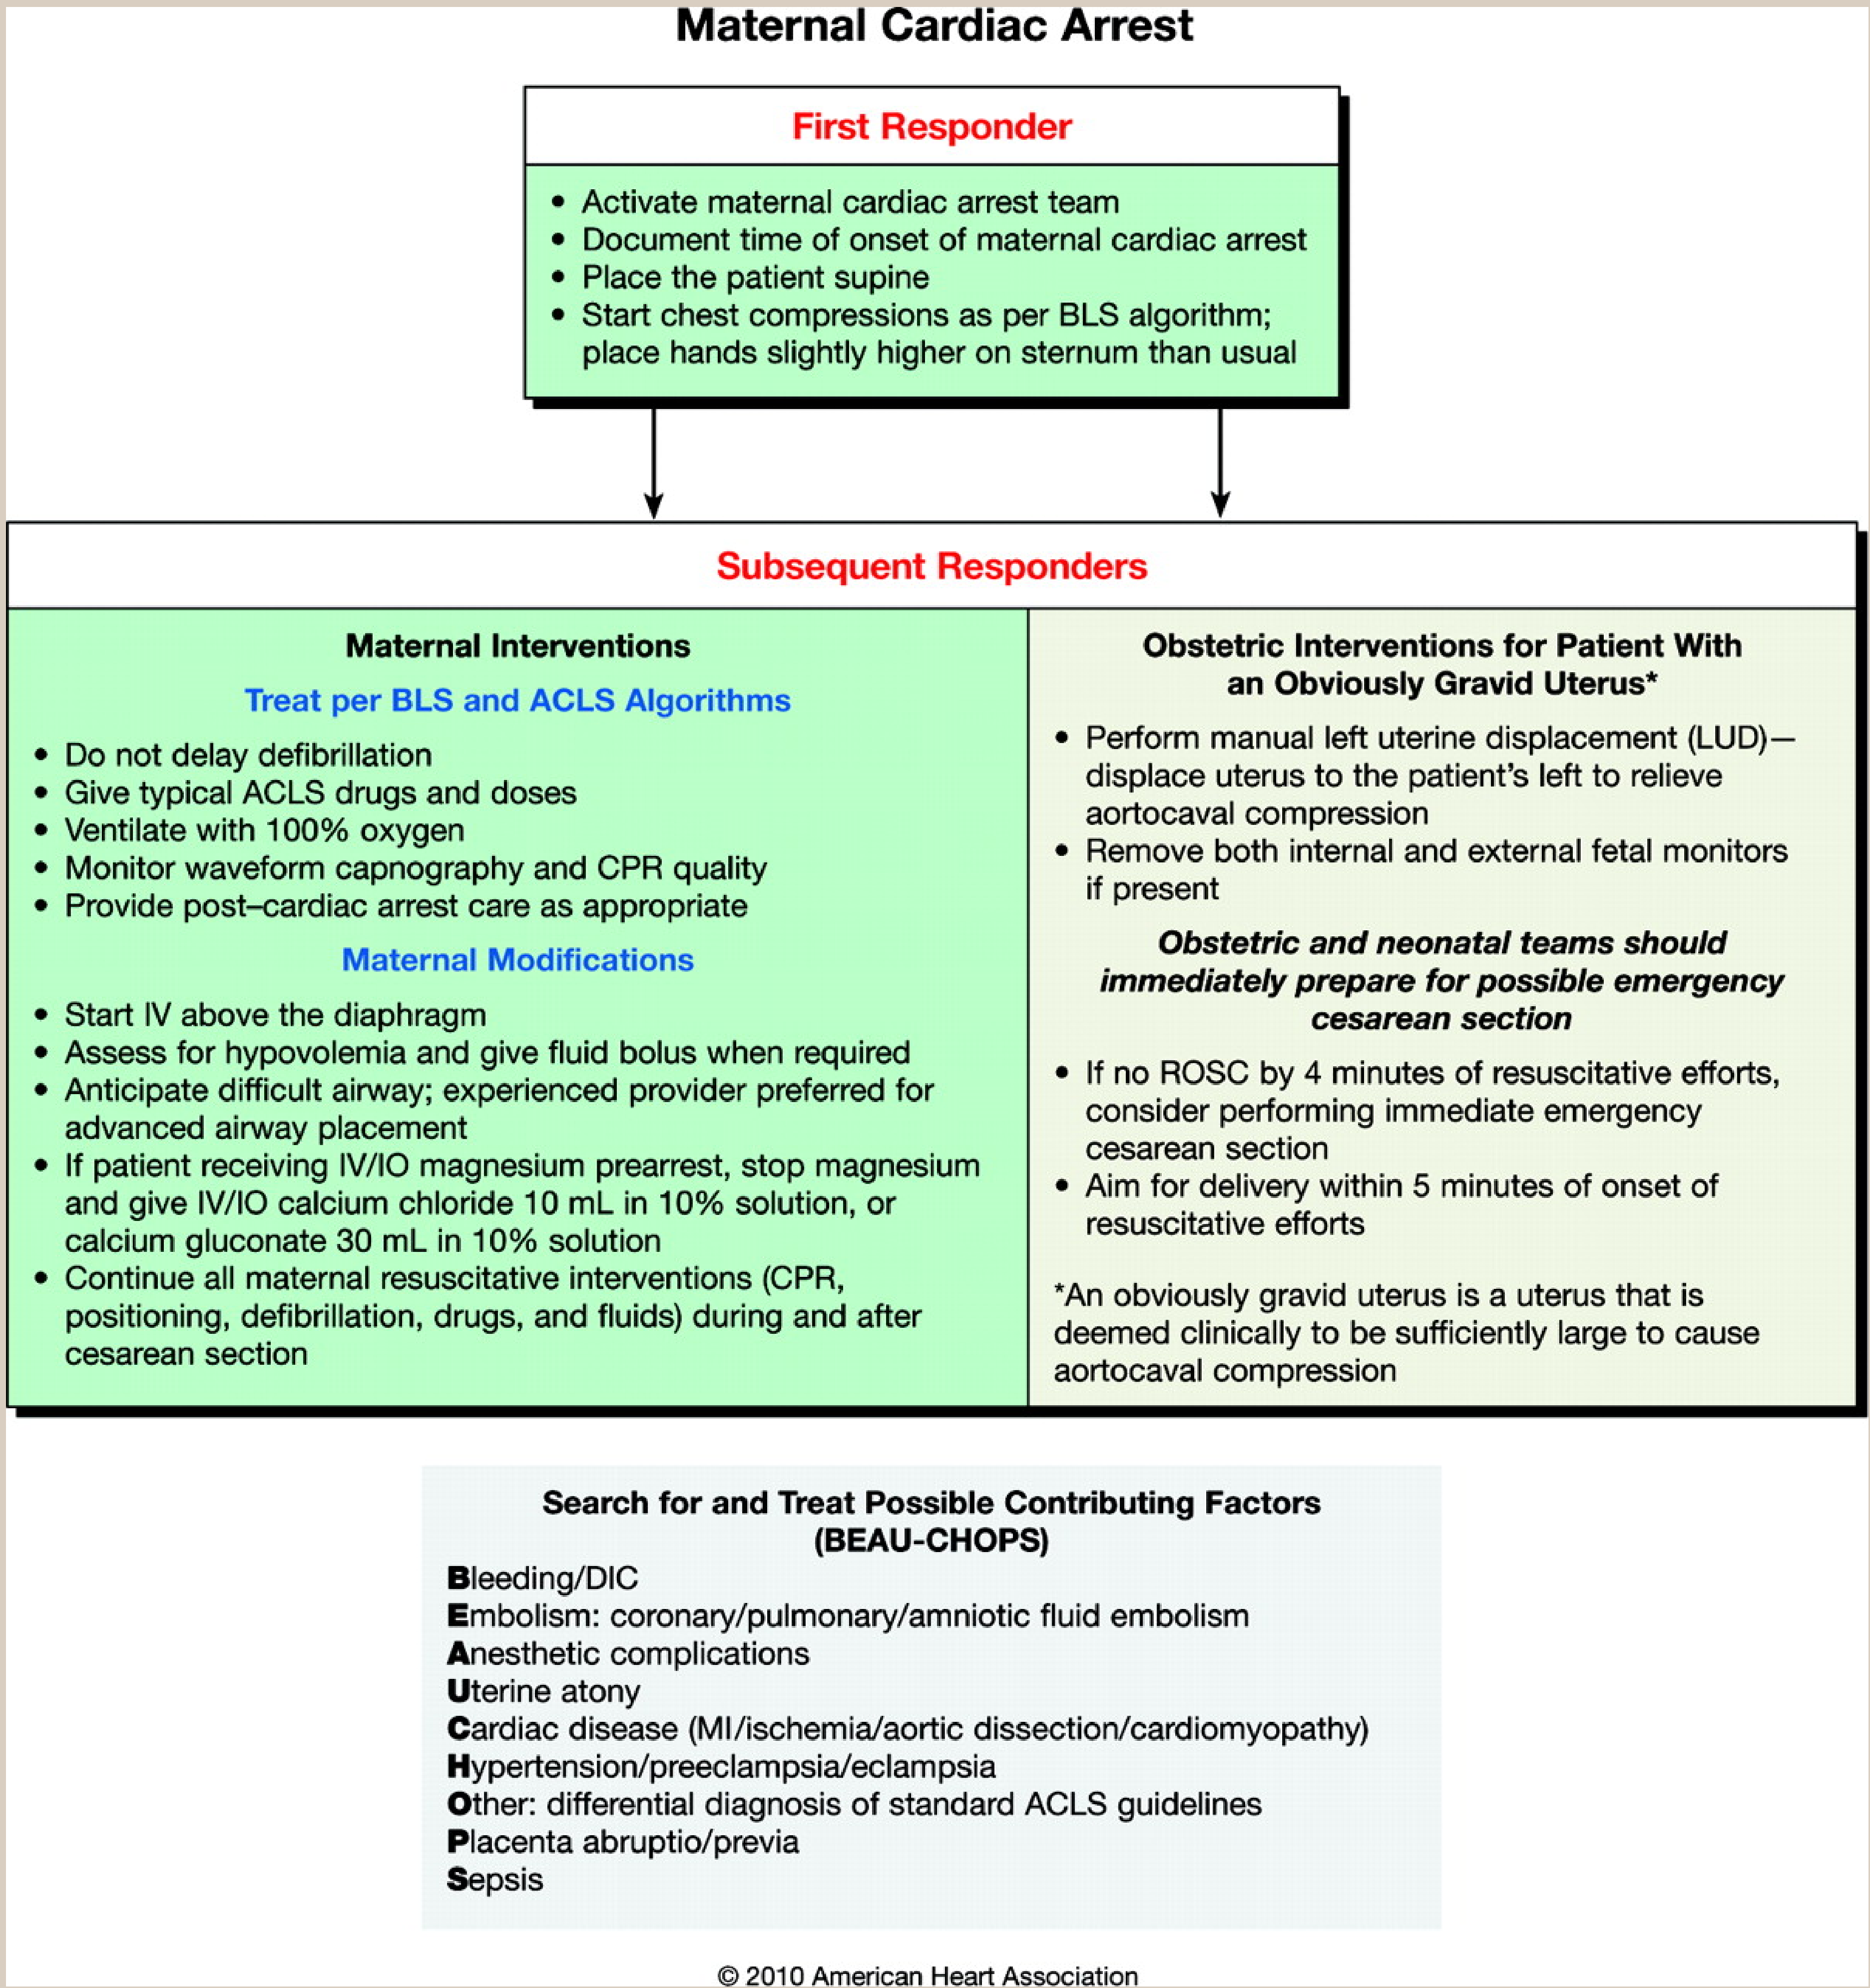 Maternal Cardiac Arrest
First Responder
• Activate maternal cardiac arrest team
• Document time of onset of maternal cardiac arrest
• Place the patient supine
• Start chest compressions as per BLS algorithm;
place hands slightly higher on sternum than usual
Subsequent Responders
Maternal Interventions
Treat per BLS and ACLS Algorithms
• Do not delay defibrillation
• Give typical ACLS drugs and doses
• Ventilate with 100% oxygen
• Monitor waveform capnography and CPR quality
• Provide post–cardiac arrest care as appropriate
Maternal Modifications
• Start IV above the diaphragm
• Assess for hypovolemia and give fluid bolus when required
• Anticipate difficult airway; experienced provider preferred for
advanced airway placement
• If patient receiving IV/IO magnesium prearrest, stop magnesium
and give IV/IO calcium chloride 10 mL in 10% solution, or
calcium gluconate 30 mL in 10% solution
• Continue all maternal resuscitative interventions (CPR,
positioning, defibrillation, drugs, and fluids) during and after
cesarean section
Obstetric Interventions for Patient With
an Obviously Gravid Uterus*
• Perform manual left uterine displacement (LUD)—
displace uterus to the patient's left to relieve
aortocaval compression
• Remove both internal and external fetal monitors
if present
Obstetric and neonatal teams should
immediately prepare for possible emergency
cesarean section
• If no ROSC by 4 minutes of resuscitative efforts,
consider performing immediate emergency
cesarean section
• Aim for delivery within 5 minutes of onset of
resuscitative efforts
*An obviously gravid uterus is a uterus that is
deemed clinically to be sufficiently large to cause
aortocaval compression
Search for and Treat Possible Contributing Factors
(BEAU-CHOPS)
Bleeding/DIC
Embolism: coronary/pulmonary/amniotic fluid embolism
Anesthetic complications
Uterine atony
Cardiac disease (MI/ischemia/aortic dissection/cardiomyopathy)
Hypertension/preeclampsia/eclampsia
Other: differential diagnosis of standard ACLS guidelines
Placenta abruptio/previa
Sepsis
© 2010 American Heart Association